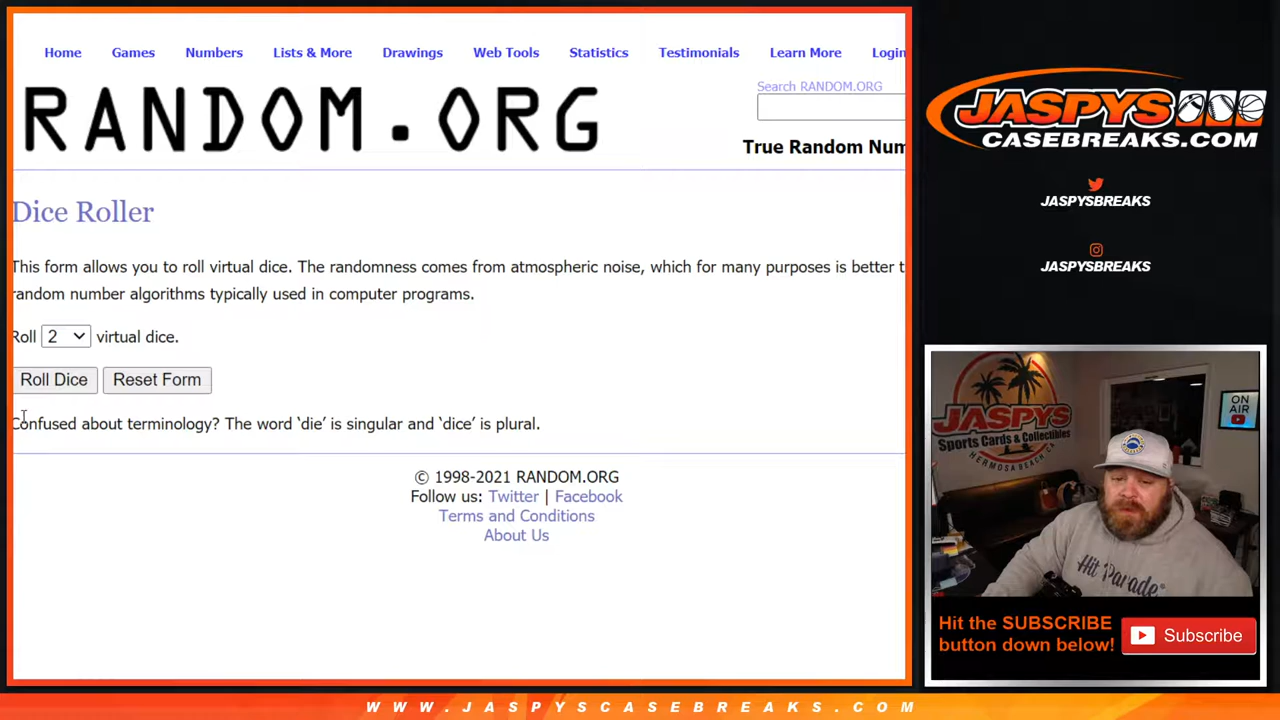 Home Games Numbers Lists & More Drawings Web Tools Statistics Testimonials Learn More Login
RANDOM.ORG
Search RANDOM.ORG
True Random Num
Dice Roller
This form allows you to roll virtual dice. The randomness comes from atmospheric noise, which for many purposes is better t
random number algorithms typically used in computer programs.
Roll 2 virtual dice.
Roll Dice Reset Form
Confused about terminology? The word ‘die’ is singular and ‘dice’ is plural.
© 1998-2021 RANDOM.ORG
Follow us: Twitter | Facebook
Terms and Conditions
About Us
JASPYS
CASEBREAKS.COM
JASPYSBREAKS
JASPYSBREAKS
JASPYS
Sports Cards & Collectibles
HERMOSA BEACH CA
ON
AIR
Hit Parade
Hit the SUBSCRIBE
button down below!
Subscribe
WWW.JASPYSCASEBREAKS.COM